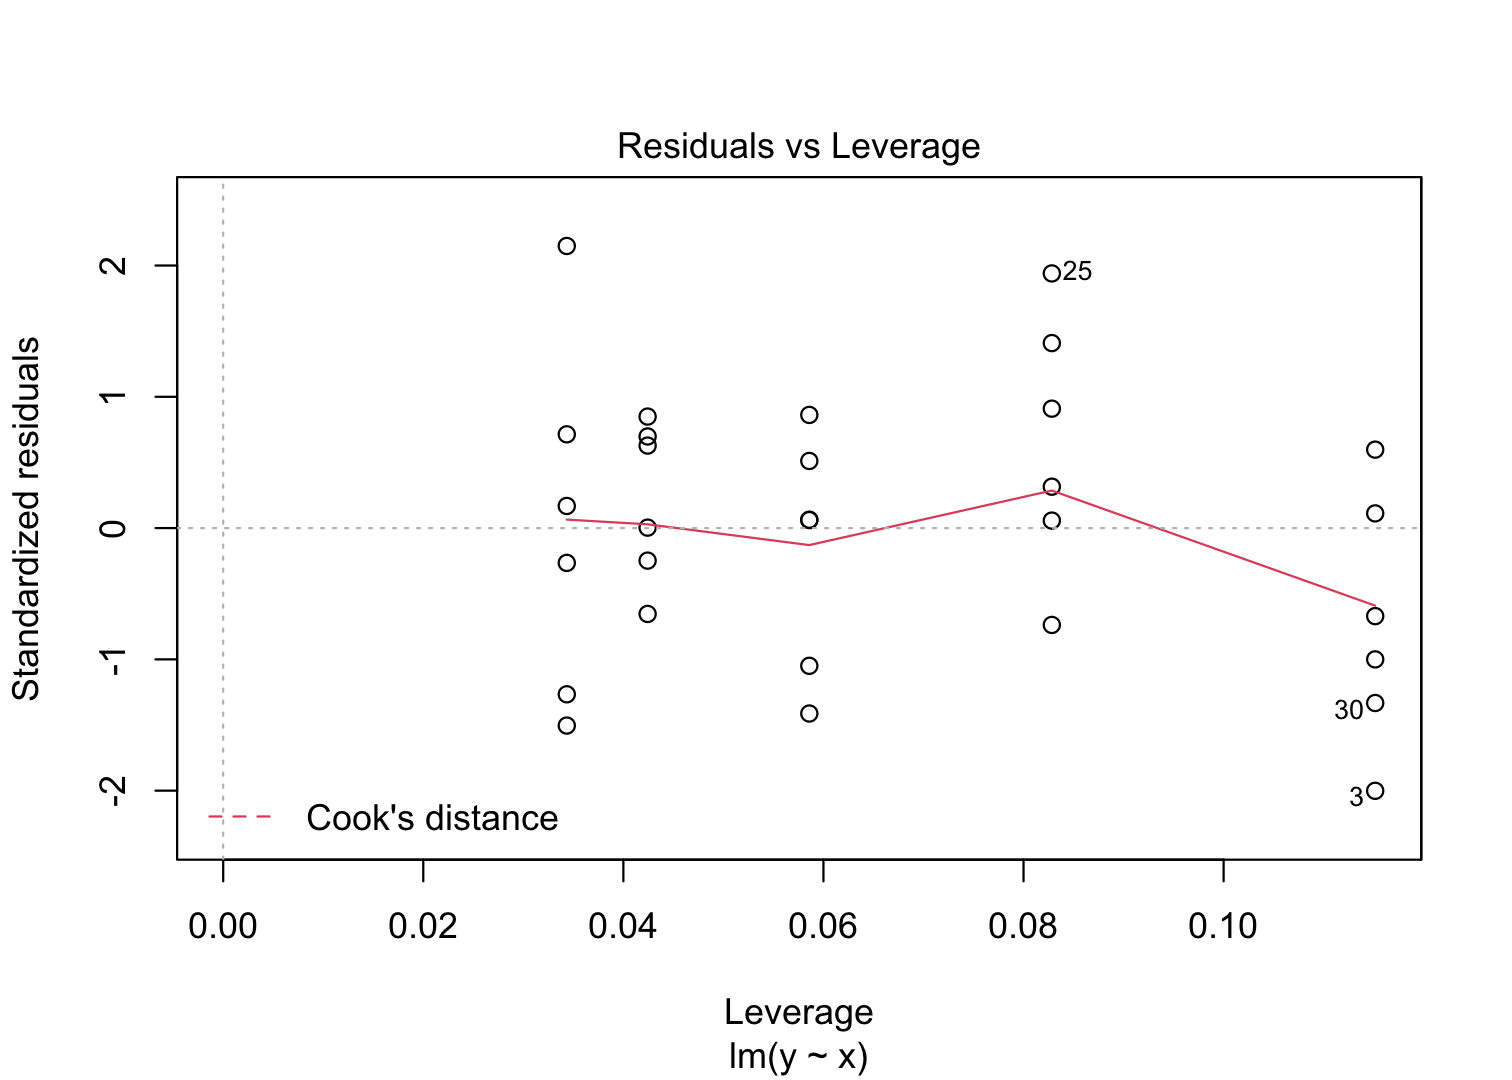 Residuals vs Leverage
Standardized residuals
2
1
0
-1
-2
25
30
3
Cook's distance
0.00 0.02 0.04 0.06 0.08 0.10
Leverage
lm(y ~ x)